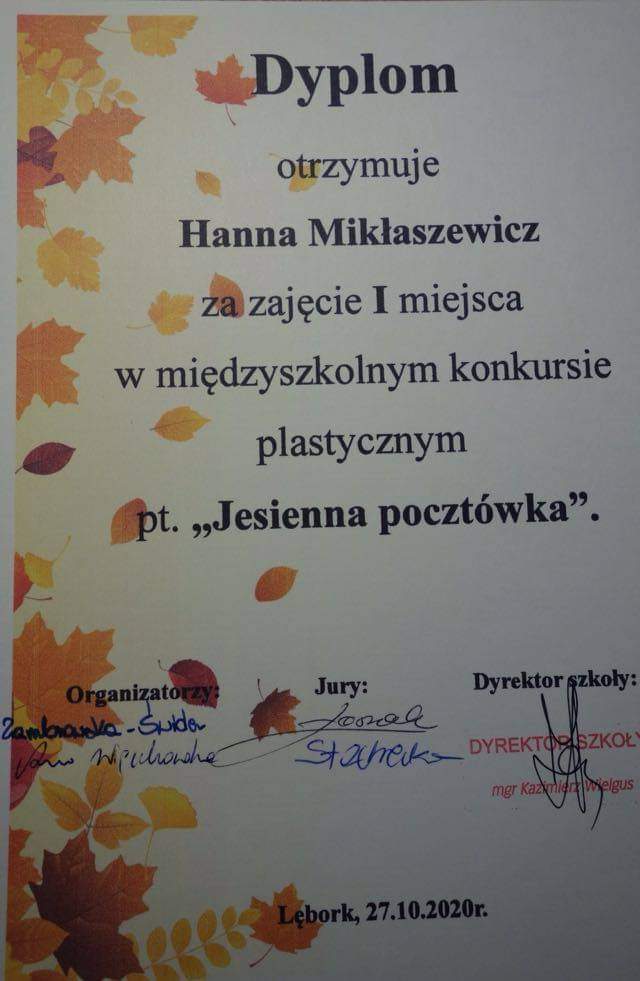 Dyplom
otrzymuje
Hanna Mikłaszewicz
za zajęcie I miejsca
w międzyszkolnym konkursie
plastycznym
pt. „Jesienna pocztówka”.
Organizatorzy:
Jury:
Dyrektor szkoły:
DYREKTOR SZKOŁY
mgr Kazimierz Wielgus
Lębork, 27.10.2020r.